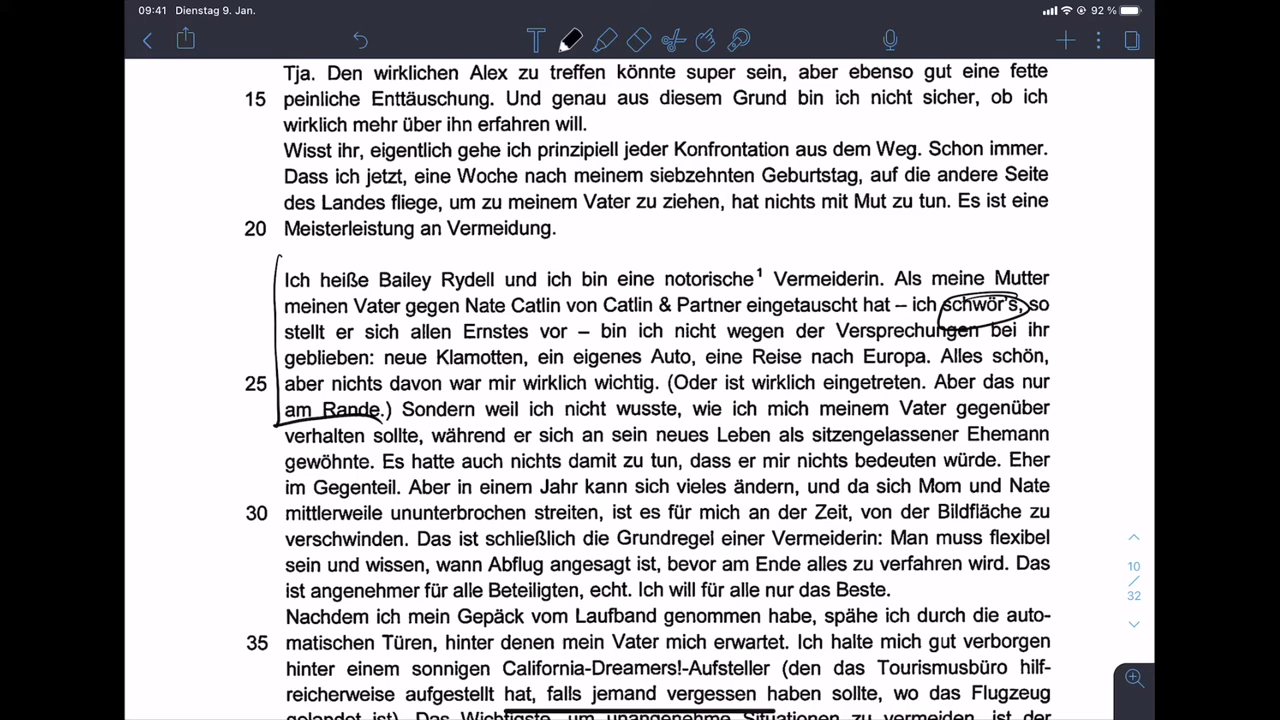 09:41 Dienstag 9. Jan.
92 %
Tja. Den wirklichen Alex zu treffen könnte super sein, aber ebenso gut eine fette
15 peinliche Enttäuschung. Und genau aus diesem Grund bin ich nicht sicher, ob ich
wirklich mehr über ihn erfahren will.
Wisst ihr, eigentlich gehe ich prinzipiell jeder Konfrontation aus dem Weg. Schon immer.
Dass ich jetzt, eine Woche nach meinem siebzehnten Geburtstag, auf die andere Seite
des Landes fliege, um zu meinem Vater zu ziehen, hat nichts mit Mut zu tun. Es ist eine
20 Meisterleistung an Vermeidung.
Ich heiße Bailey Rydell und ich bin eine notorische¹ Vermeiderin. Als meine Mutter
meinen Vater gegen Nate Catlin von Catlin & Partner eingetauscht hat – ich schwör's, so
stellt er sich allen Ernstes vor – bin ich nicht wegen der Versprechungen bei ihr
geblieben: neue Klamotten, ein eigenes Auto, eine Reise nach Europa. Alles schön,
25 aber nichts davon war mir wirklich wichtig. (Oder ist wirklich eingetreten. Aber das nur
am Rande.) Sondern weil ich nicht wusste, wie ich mich meinem Vater gegenüber
verhalten sollte, während er sich an sein neues Leben als sitzengelassener Ehemann
gewöhnte. Es hatte auch nichts damit zu tun, dass er mir nichts bedeuten würde. Eher
im Gegenteil. Aber in einem Jahr kann sich vieles ändern, und da sich Mom und Nate
30 mittlerweile ununterbrochen streiten, ist es für mich an der Zeit, von der Bildfläche zu
verschwinden. Das ist schließlich die Grundregel einer Vermeiderin: Man muss flexibel
sein und wissen, wann Abflug angesagt ist, bevor am Ende alles zu verfahren wird. Das
ist angenehmer für alle Beteiligten, echt. Ich will für alle nur das Beste.
Nachdem ich mein Gepäck vom Laufband genommen habe, spähe ich durch die auto-
35 matischen Türen, hinter denen mein Vater mich erwartet. Ich halte mich gut verborgen
hinter einem sonnigen California-Dreamers!-Aufsteller (den das Tourismusbüro hilf-
reicherweise aufgestellt hat, falls jemand vergessen haben sollte, wo das Flugzeug
gelandet ist). Das Wichtigste, um unangenehme Situationen zu vermeiden, ist der
10
/
32